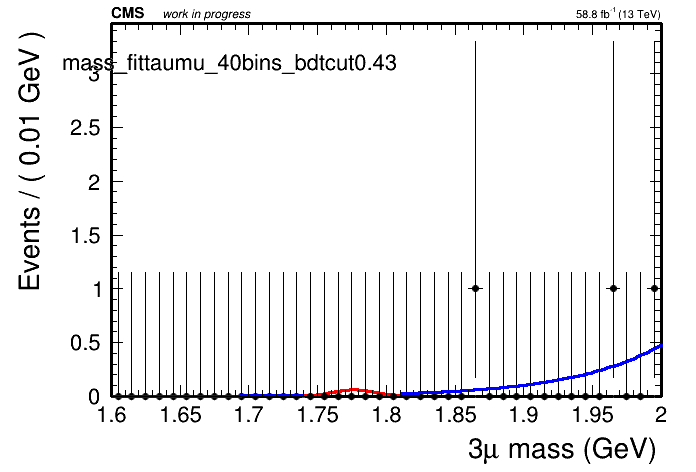 CMS work in progress 58.8 fb⁻¹ (13 TeV)
mass_fittaumu_40bins_bdtcut0.43
Events / ( 0.01 GeV )
3
2.5
2
1.5
1
0.5
0
1.6 1.65 1.7 1.75 1.8 1.85 1.9 1.95 2
3μ mass (GeV)